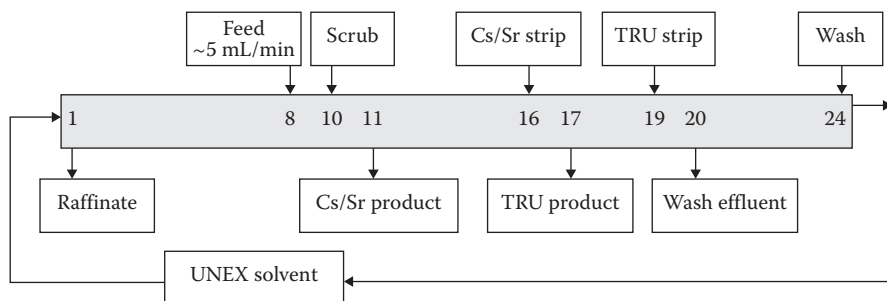 Feed
~5 mL/min
Scrub
Cs/Sr strip
TRU strip
Wash
1 8 10 11 16 17 19 20 24
Raffinate
Cs/Sr product
TRU product
Wash effluent
UNEX solvent